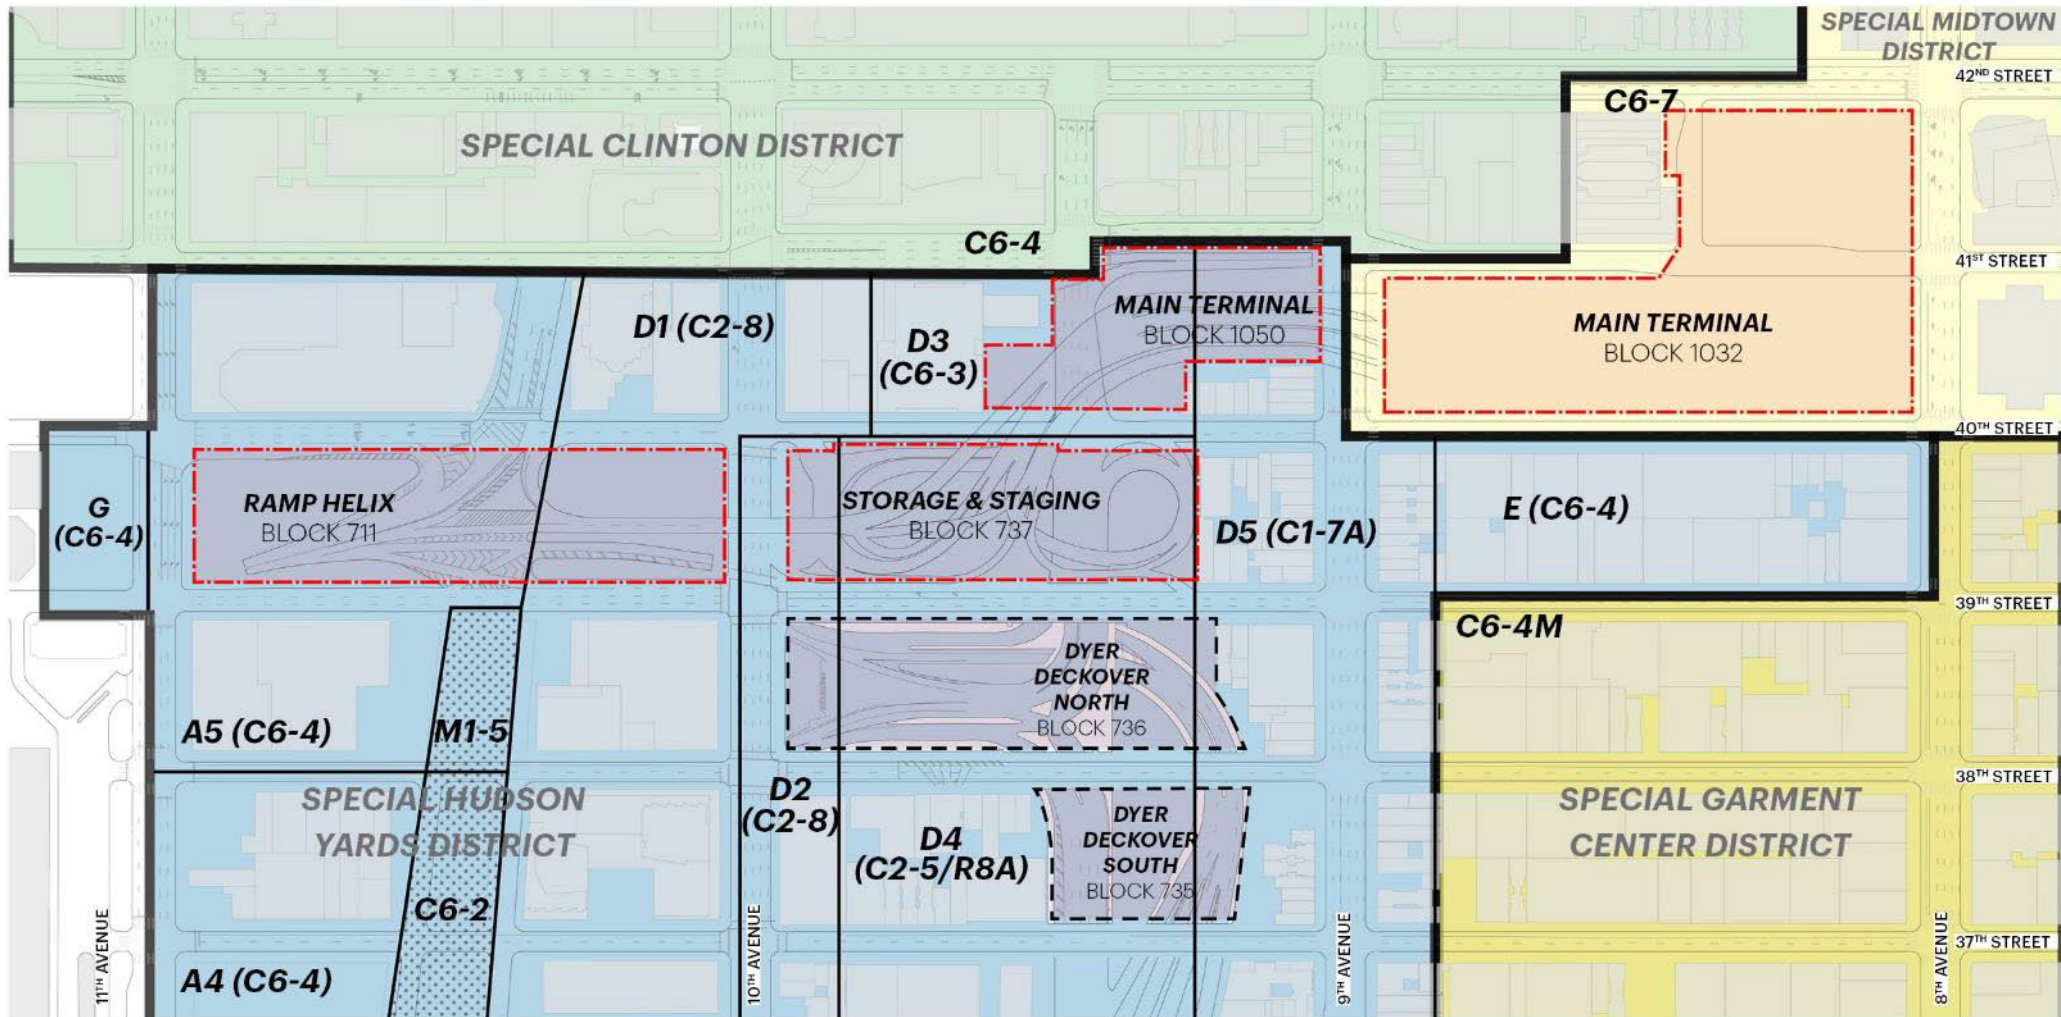 SPECIAL MIDTOWN
DISTRICT
42ND STREET
C6-7
SPECIAL CLINTON DISTRICT
C6-4
41ST STREET
MAIN TERMINAL
BLOCK 1050
D1 (C2-8)
D3
(C6-3)
MAIN TERMINAL
BLOCK 1032
40TH STREET
G
(C6-4)
RAMP HELIX
BLOCK 711
STORAGE & STAGING
BLOCK 737
D5 (C1-7A)
E (C6-4)
39TH STREET
C6-4M
DYER
DECKOVER
NORTH
BLOCK 736
A5 (C6-4)
M1-5
38TH STREET
SPECIAL HUDSON
YARDS DISTRICT
D2
(C2-8)
D4
(C2-5/R8A)
DYER
DECKOVER
SOUTH
BLOCK 735
SPECIAL GARMENT
CENTER DISTRICT
C6-2
A4 (C6-4)
37TH STREET
11TH AVENUE
10TH AVENUE
9TH AVENUE
8TH AVENUE